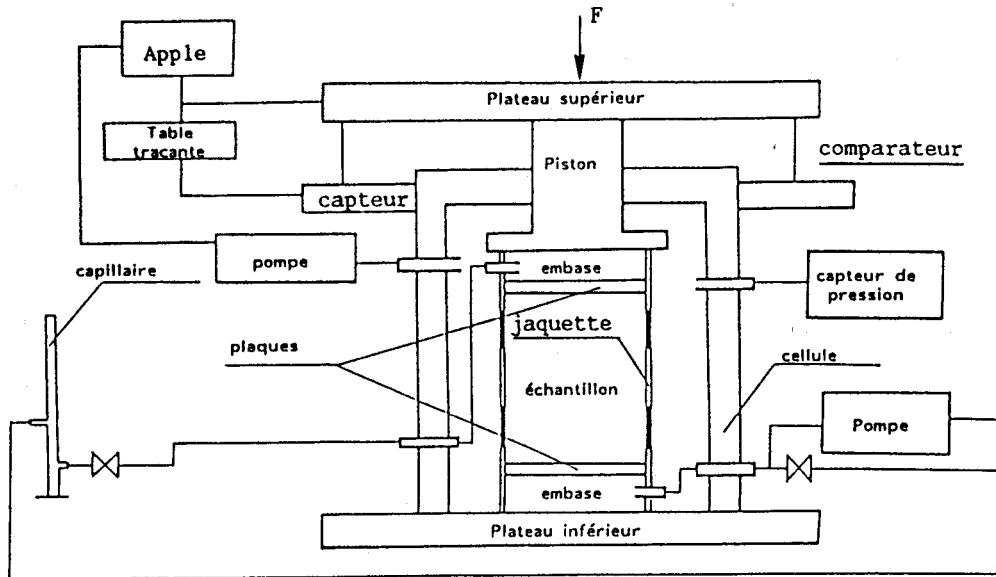 F
Apple
Plateau supérieur
Table
tracante
Piston
comparateur
capteur
pompe
embase
capteur de
pression
capillaire
jaquette
plaques
cellule
échantillon
Pompe
embase
Plateau inférieur